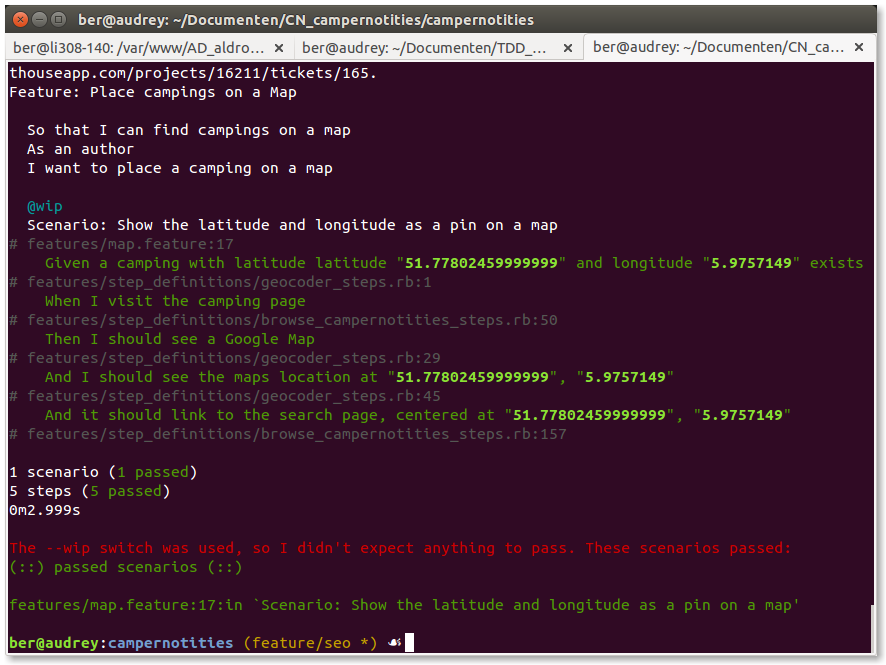 ber@audrey: ~/Documenten/CN_campernotities/campernotities
ber@li308-140: /var/www/AD_aldro... × ber@audrey: ~/Documenten/TDD_... × ber@audrey: ~/Documenten/CN_ca... ×
thouseapp.com/projects/16211/tickets/165.
Feature: Place campings on a Map
So that I can find campings on a map
As an author
I want to place a camping on a map
@wip
Scenario: Show the latitude and longitude as a pin on a map
# features/map.feature:17
Given a camping with latitude latitude "51.77802459999999" and longitude "5.9757149" exists
# features/step_definitions/geocoder_steps.rb:1
When I visit the camping page
# features/step_definitions/browse_campernotities_steps.rb:50
Then I should see a Google Map
# features/step_definitions/geocoder_steps.rb:29
And I should see the maps location at "51.77802459999999", "5.9757149"
# features/step_definitions/geocoder_steps.rb:45
And it should link to the search page, centered at "51.77802459999999", "5.9757149"
# features/step_definitions/browse_campernotities_steps.rb:157
1 scenario (1 passed)
5 steps (5 passed)
0m2.999s
The --wip switch was used, so I didn't expect anything to pass. These scenarios passed:
(::) passed scenarios (::)
features/map.feature:17:in `Scenario: Show the latitude and longitude as a pin on a map'
ber@audrey:campernotities (feature/seo *) ☙